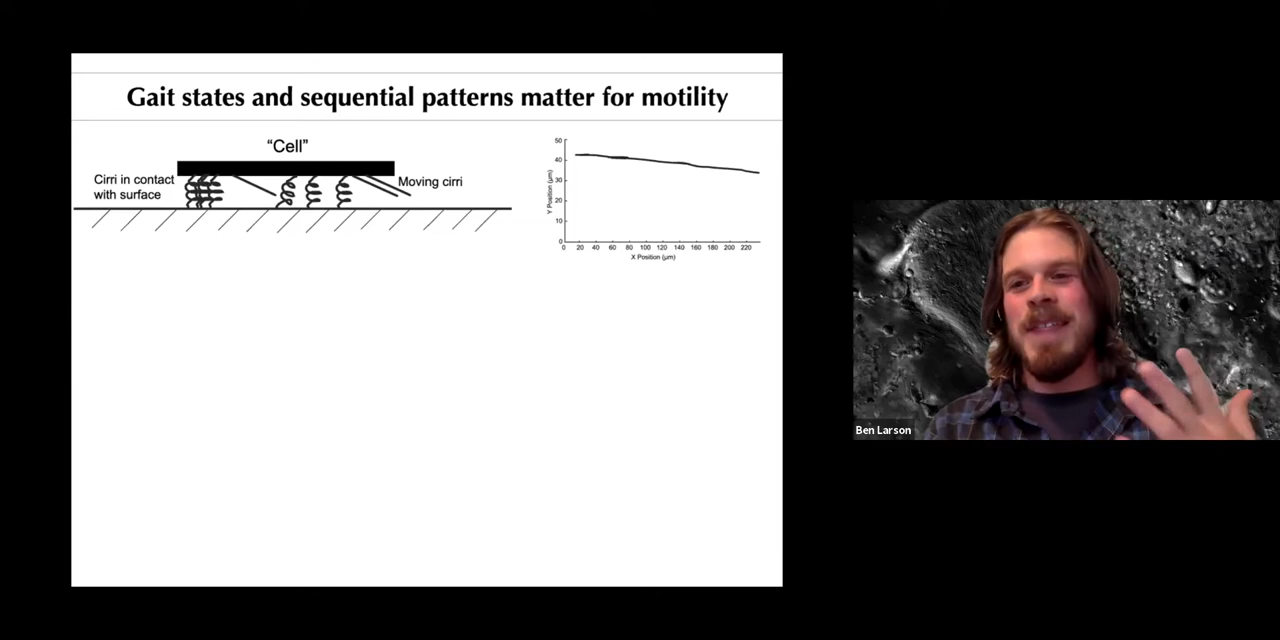 Gait states and sequential patterns matter for motility
“Cell”
Cirri in contact
with surface
Moving cirri
50
40
30
20
10
0
Y Position (μm)
0 20 40 60 80 100 120 140 160 180 200 220
X Position (μm)
Ben Larson